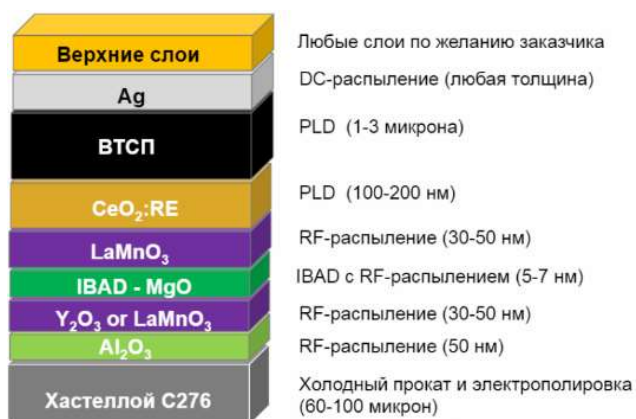 Верхние слои
Любые слои по желанию заказчика
Ag
DC-распыление (любая толщина)
ВТСП
PLD (1-3 микрона)
CeO₂:RE
PLD (100-200 нм)
LaMnO₃
RF-распыление (30-50 нм)
IBAD - MgO
IBAD с RF-распылением (5-7 нм)
Y₂O₃ or LaMnO₃
RF-распыление (30-50 нм)
Al₂O₃
RF-распыление (50 нм)
Хастеллой С276
Холодный прокат и электрополировка
(60-100 микрон)